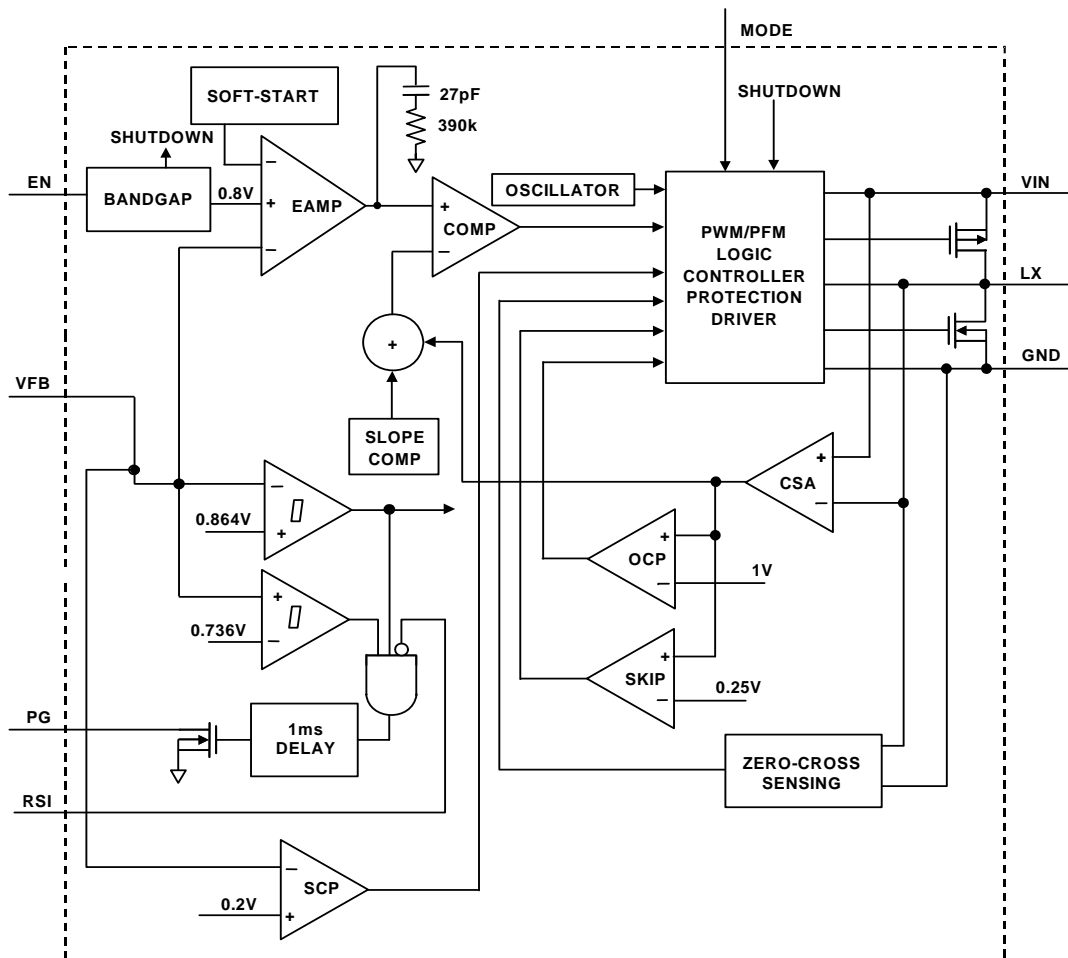 MODE
SOFT-START
27pF
390k
SHUTDOWN
SHUTDOWN
EN
BANDGAP
0.8V
−
+
−
EAMP
+
−
COMP
OSCILLATOR
PWM/PFM
LOGIC
CONTROLLER
PROTECTION
DRIVER
VIN
LX
GND
+
SLOPE
COMP
VFB
+
−
CSA
−
+
0.864V
+
−
OCP
1V
+
−
0.736V
+
−
SKIP
0.25V
PG
1ms
DELAY
ZERO-CROSS
SENSING
RSI
−
+
SCP
0.2V